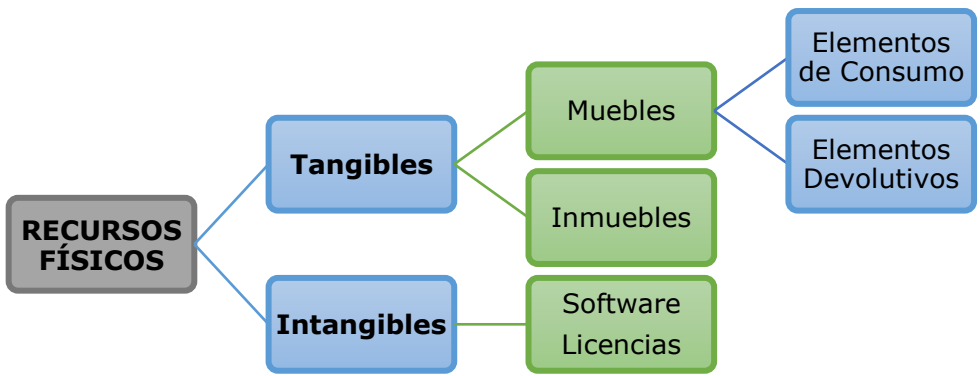 RECURSOS
FÍSICOS
Tangibles
Muebles
Elementos
de Consumo
Elementos
Devolutivos
Inmuebles
Intangibles
Software
Licencias